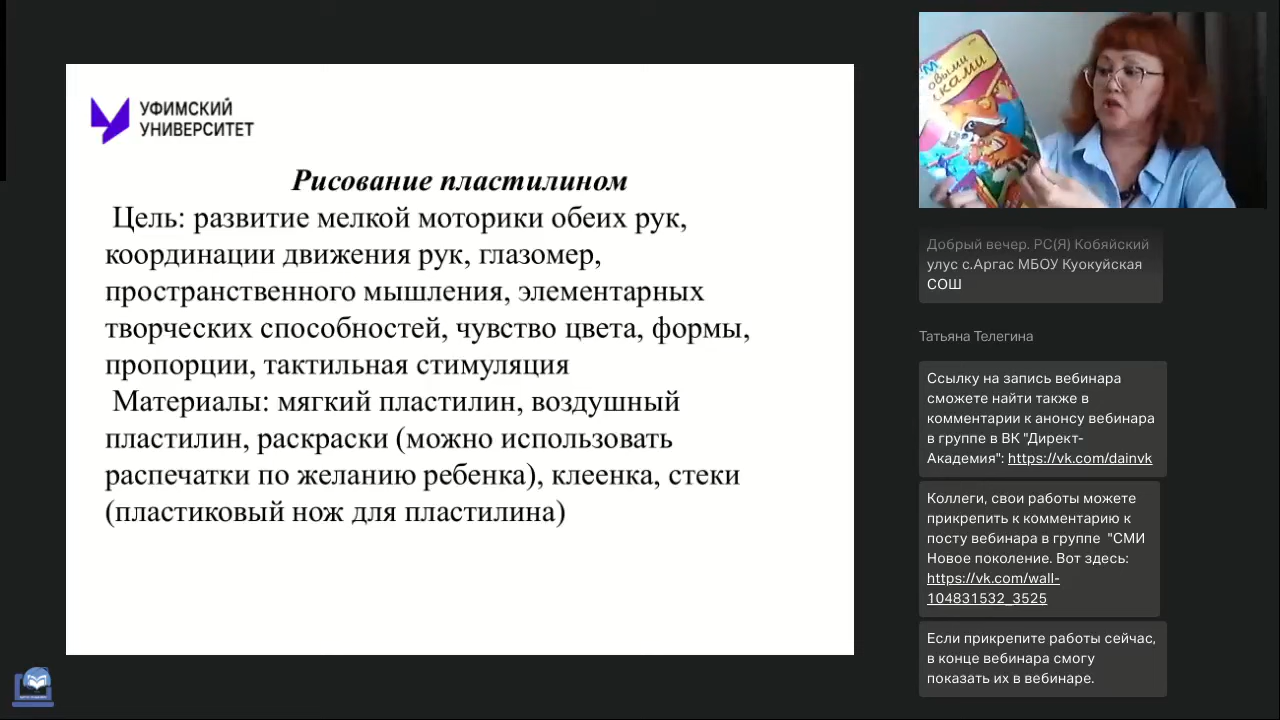 УФИМСКИЙ
УНИВЕРСИТЕТ
Рисование пластилином
Цель: развитие мелкой моторики обеих рук,
координации движения рук, глазомер,
пространственного мышления, элементарных
творческих способностей, чувство цвета, формы,
пропорции, тактильная стимуляция
Материалы: мягкий пластилин, воздушный
пластилин, раскраски (можно использовать
распечатки по желанию ребенка), клеенка, стеки
(пластиковый нож для пластилина)
Добрый вечер. РС(Я) Кобяйский
улус с.Аргас МБОУ Куокуйская
СОШ
Татьяна Телегина
Ссылку на запись вебинара
сможете найти также в
комментарии к анонсу вебинара
в группе в ВК "Директ-
Академия": https://vk.com/dainvk
Коллеги, свои работы можете
прикрепить к комментарию к
посту вебинара в группе "СМИ
Новое поколение. Вот здесь:
https://vk.com/wall-
104831532_3525
Если прикрепите работы сейчас,
в конце вебинара смогу
показать их в вебинаре.